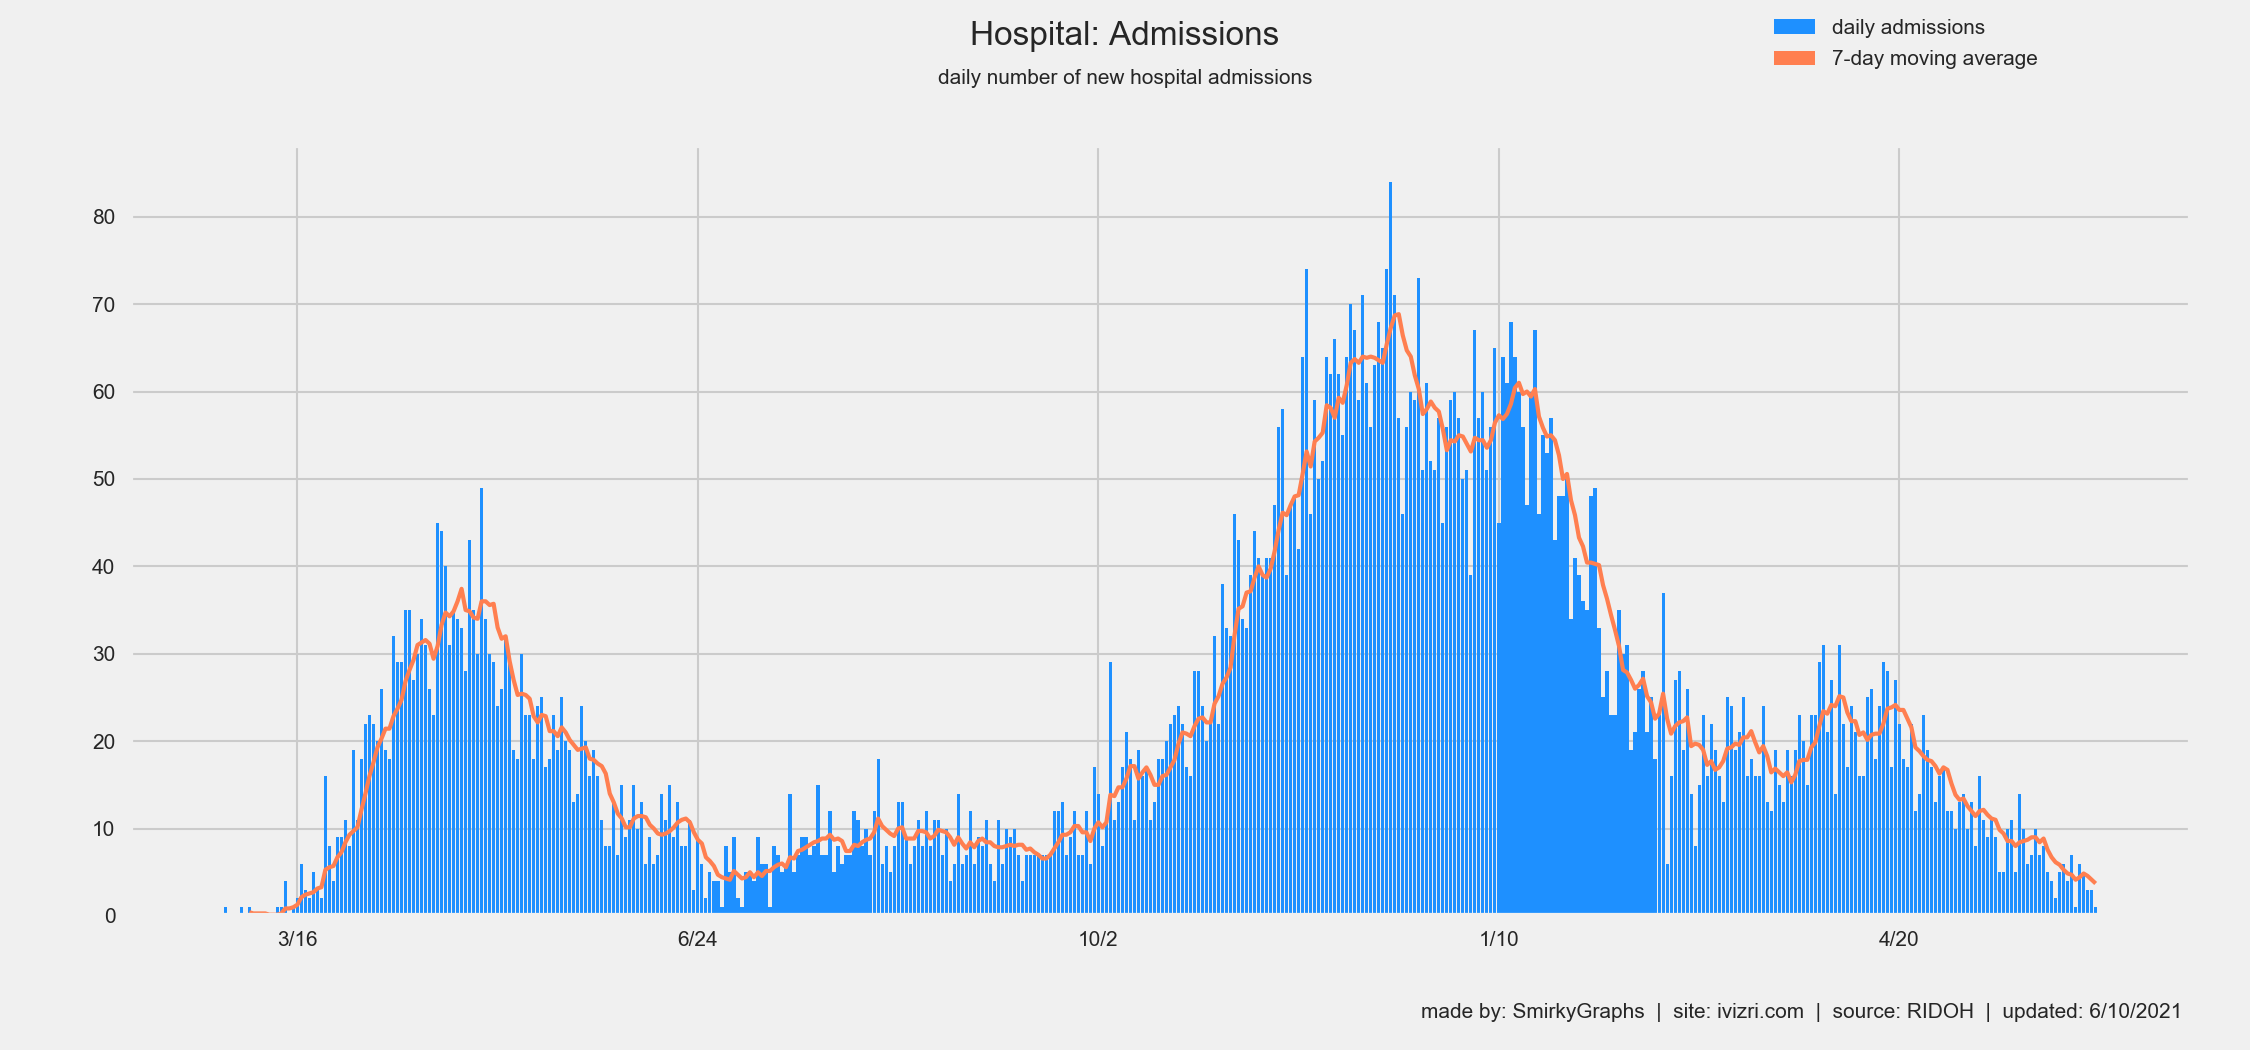 Hospital: Admissions
daily number of new hospital admissions
daily admissions
7-day moving average
80
70
60
50
40
30
20
10
0
3/16 6/24 10/2 1/10 4/20
made by: SmirkyGraphs | site: ivizri.com | source: RIDOH | updated: 6/10/2021